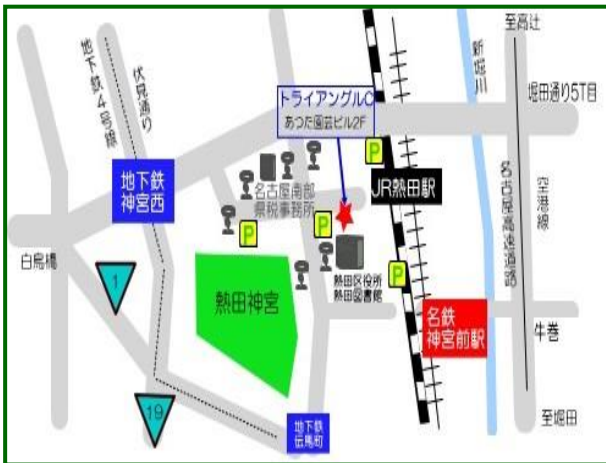 至高辻
地下鉄4号線
伏見通り
新堀川
トライアングルC
あつた園芸ビル2F
堀田通り5丁目
P
地下鉄
神宮西
名古屋南部
県税事務所
JR熱田駅
名古屋高速道路
空港線
P
P
白鳥橋
1
熱田神宮
熱田区役所
熱田図書館
P
名鉄
神宮前駅
牛巻
19
地下鉄
伝馬町
至堀田